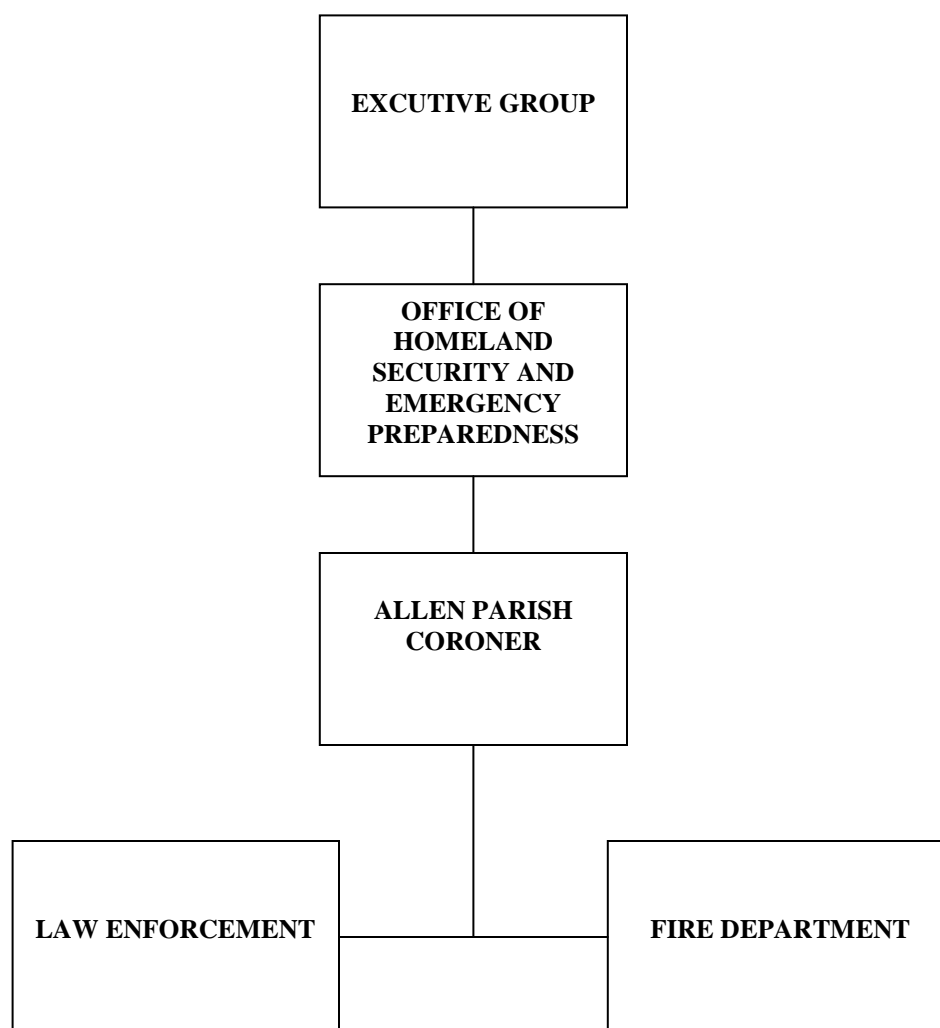 EXCUTIVE GROUP
OFFICE OF
HOMELAND
SECURITY AND
EMERGENCY
PREPAREDNESS
ALLEN PARISH
CORONER
LAW ENFORCEMENT
FIRE DEPARTMENT